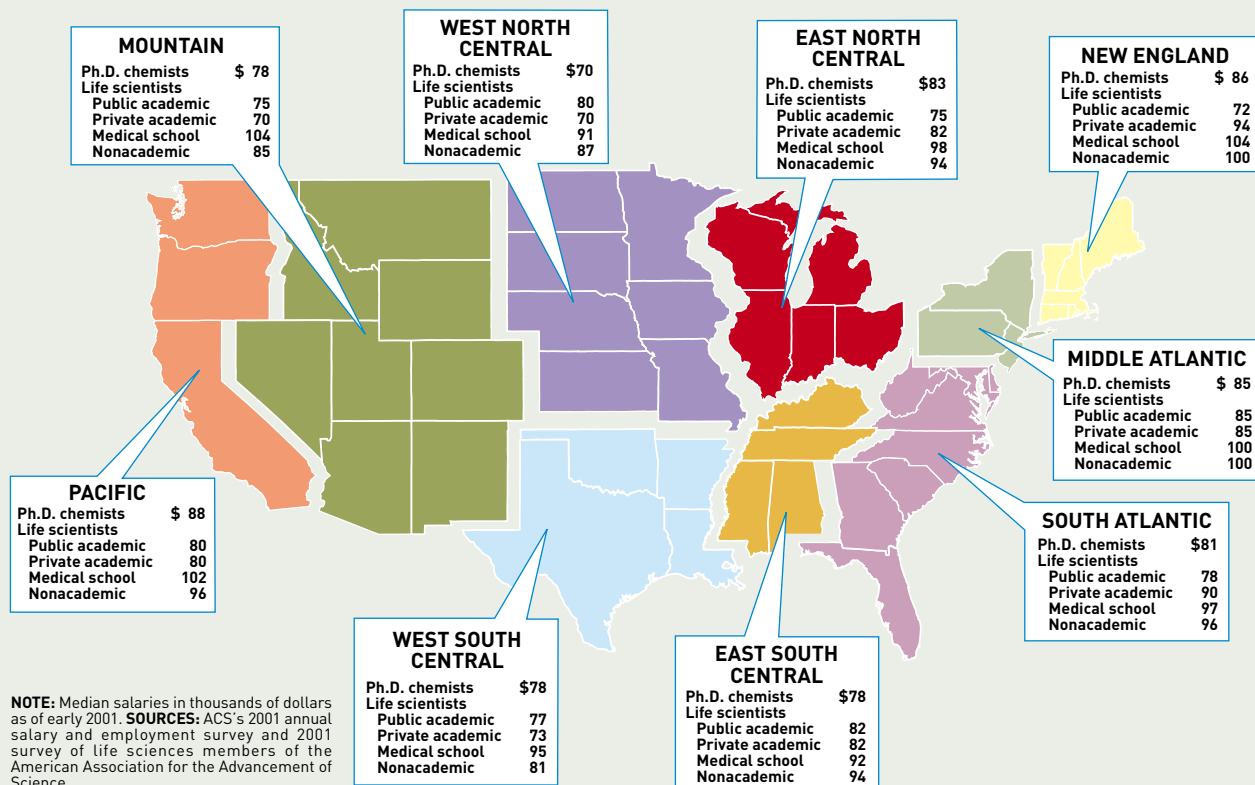 MOUNTAIN
Ph.D. chemists $ 78
Life scientists
Public academic 75
Private academic 70
Medical school 104
Nonacademic 85
WEST NORTH
CENTRAL
Ph.D. chemists $70
Life scientists
Public academic 80
Private academic 70
Medical school 91
Nonacademic 87
EAST NORTH
CENTRAL
Ph.D. chemists $83
Life scientists
Public academic 75
Private academic 82
Medical school 98
Nonacademic 94
NEW ENGLAND
Ph.D. chemists $ 86
Life scientists
Public academic 72
Private academic 94
Medical school 104
Nonacademic 100
MIDDLE ATLANTIC
Ph.D. chemists $ 85
Life scientists
Public academic 85
Private academic 85
Medical school 100
Nonacademic 100
PACIFIC
Ph.D. chemists $ 88
Life scientists
Public academic 80
Private academic 80
Medical school 102
Nonacademic 96
SOUTH ATLANTIC
Ph.D. chemists $81
Life scientists
Public academic 78
Private academic 90
Medical school 97
Nonacademic 96
WEST SOUTH
CENTRAL
Ph.D. chemists $78
Life scientists
Public academic 77
Private academic 73
Medical school 95
Nonacademic 81
EAST SOUTH
CENTRAL
Ph.D. chemists $78
Life scientists
Public academic 82
Private academic 82
Medical school 92
Nonacademic 94
NOTE: Median salaries in thousands of dollars
as of early 2001. SOURCES: ACS's 2001 annual
salary and employment survey and 2001
survey of life sciences members of the
American Association for the Advancement of
Science